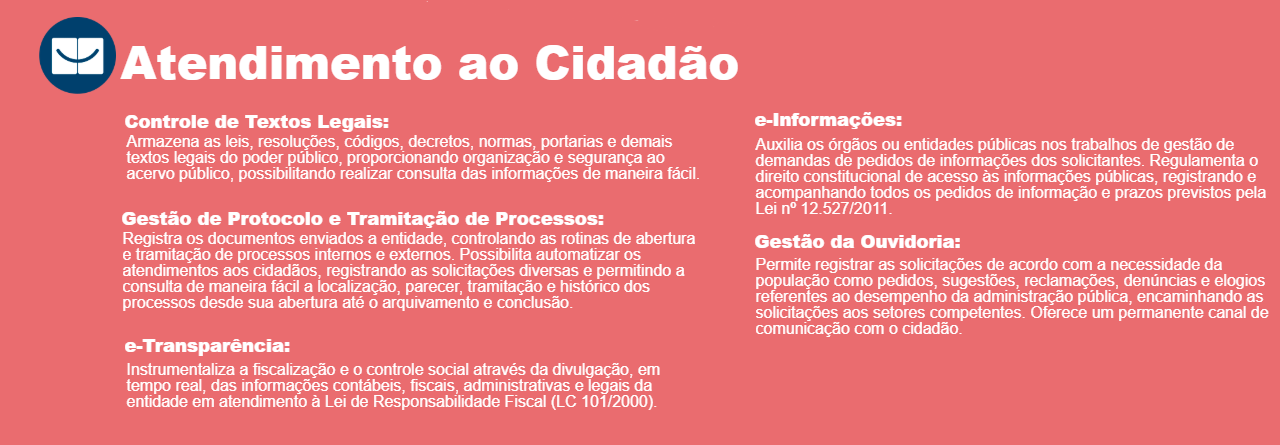 Atendimento ao Cidadão
Controle de Textos Legais:
Armazena as leis, resoluções, códigos, decretos, normas, portarias e demais
textos legais do poder público, proporcionando organização e segurança ao
acervo público, possibilitando realizar consulta das informações de maneira fácil.
Gestão de Protocolo e Tramitação de Processos:
Registra os documentos enviados a entidade, controlando as rotinas de abertura
e tramitação de processos internos e externos. Possibilita automatizar os
atendimentos aos cidadãos, registrando as solicitações diversas e permitindo a
consulta de maneira fácil a localização, parecer, tramitação e histórico dos
processos desde sua abertura até o arquivamento e conclusão.
e-Transparência:
Instrumentaliza a fiscalização e o controle social através da divulgação, em
tempo real, das informações contábeis, fiscais, administrativas e legais da
entidade em atendimento à Lei de Responsabilidade Fiscal (LC 101/2000).
e-Informações:
Auxilia os órgãos ou entidades públicas nos trabalhos de gestão de
demandas de pedidos de informações dos solicitantes. Regulamenta o
direito constitucional de acesso às informações públicas, registrando e
acompanhando todos os pedidos de informação e prazos previstos pela
Lei nº 12.527/2011.
Gestão da Ouvidoria:
Permite registrar as solicitações de acordo com a necessidade da
população como pedidos, sugestões, reclamações, denúncias e elogios
referentes ao desempenho da administração pública, encaminhando as
solicitações aos setores competentes. Oferece um permanente canal de
comunicação com o cidadão.